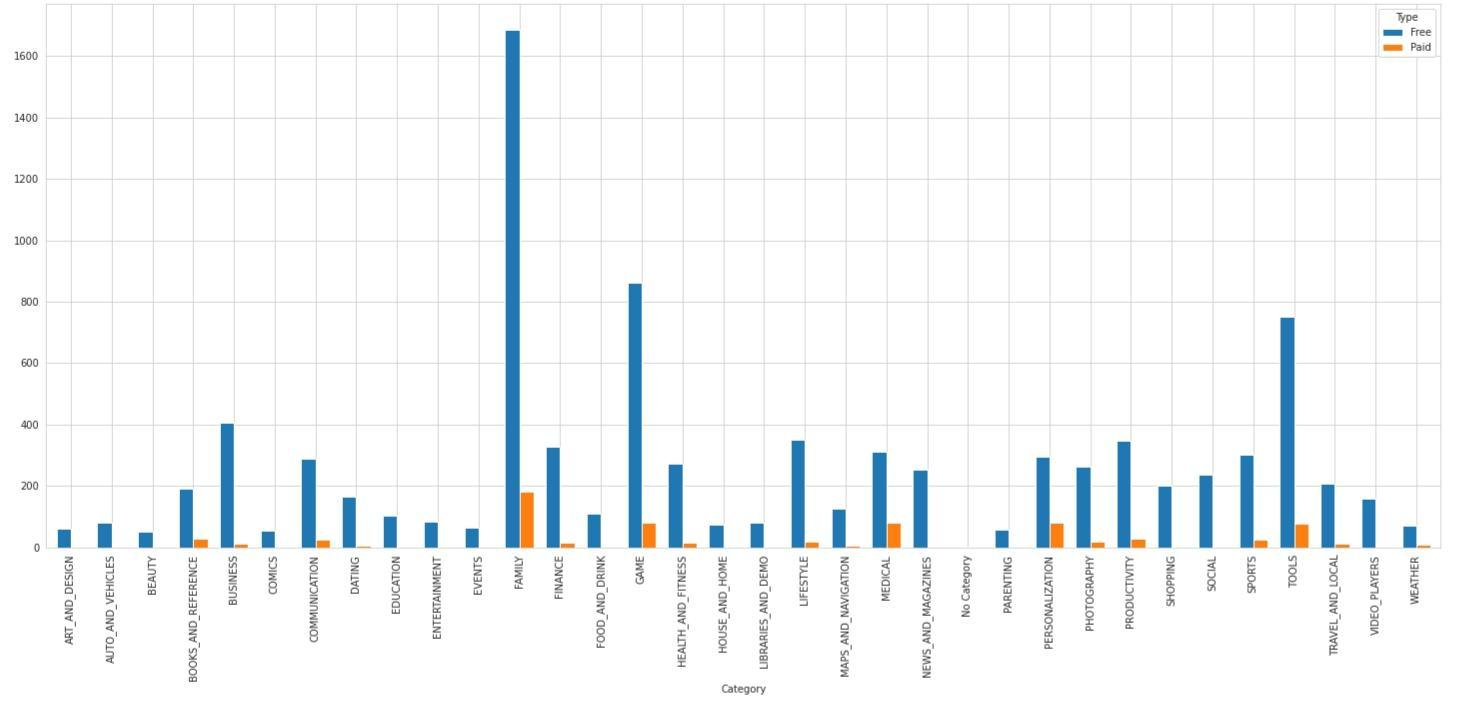 Type
Free
Paid
1600
1400
1200
1000
800
600
400
200
0
ART_AND_DESIGN
AUTO_AND_VEHICLES
BEAUTY
BOOKS_AND_REFERENCE
BUSINESS
COMICS
COMMUNICATION
DATING
EDUCATION
ENTERTAINMENT
EVENTS
FAMILY
FINANCE
FOOD_AND_DRINK
GAME
HEALTH_AND_FITNESS
HOUSE_AND_HOME
LIBRARIES_AND_DEMO
LIFESTYLE
MAPS_AND_NAVIGATION
MEDICAL
NEWS_AND_MAGAZINES
No Category
PARENTING
PERSONALIZATION
PHOTOGRAPHY
PRODUCTIVITY
SHOPPING
SOCIAL
SPORTS
TOOLS
TRAVEL_AND_LOCAL
VIDEO_PLAYERS
WEATHER
Category